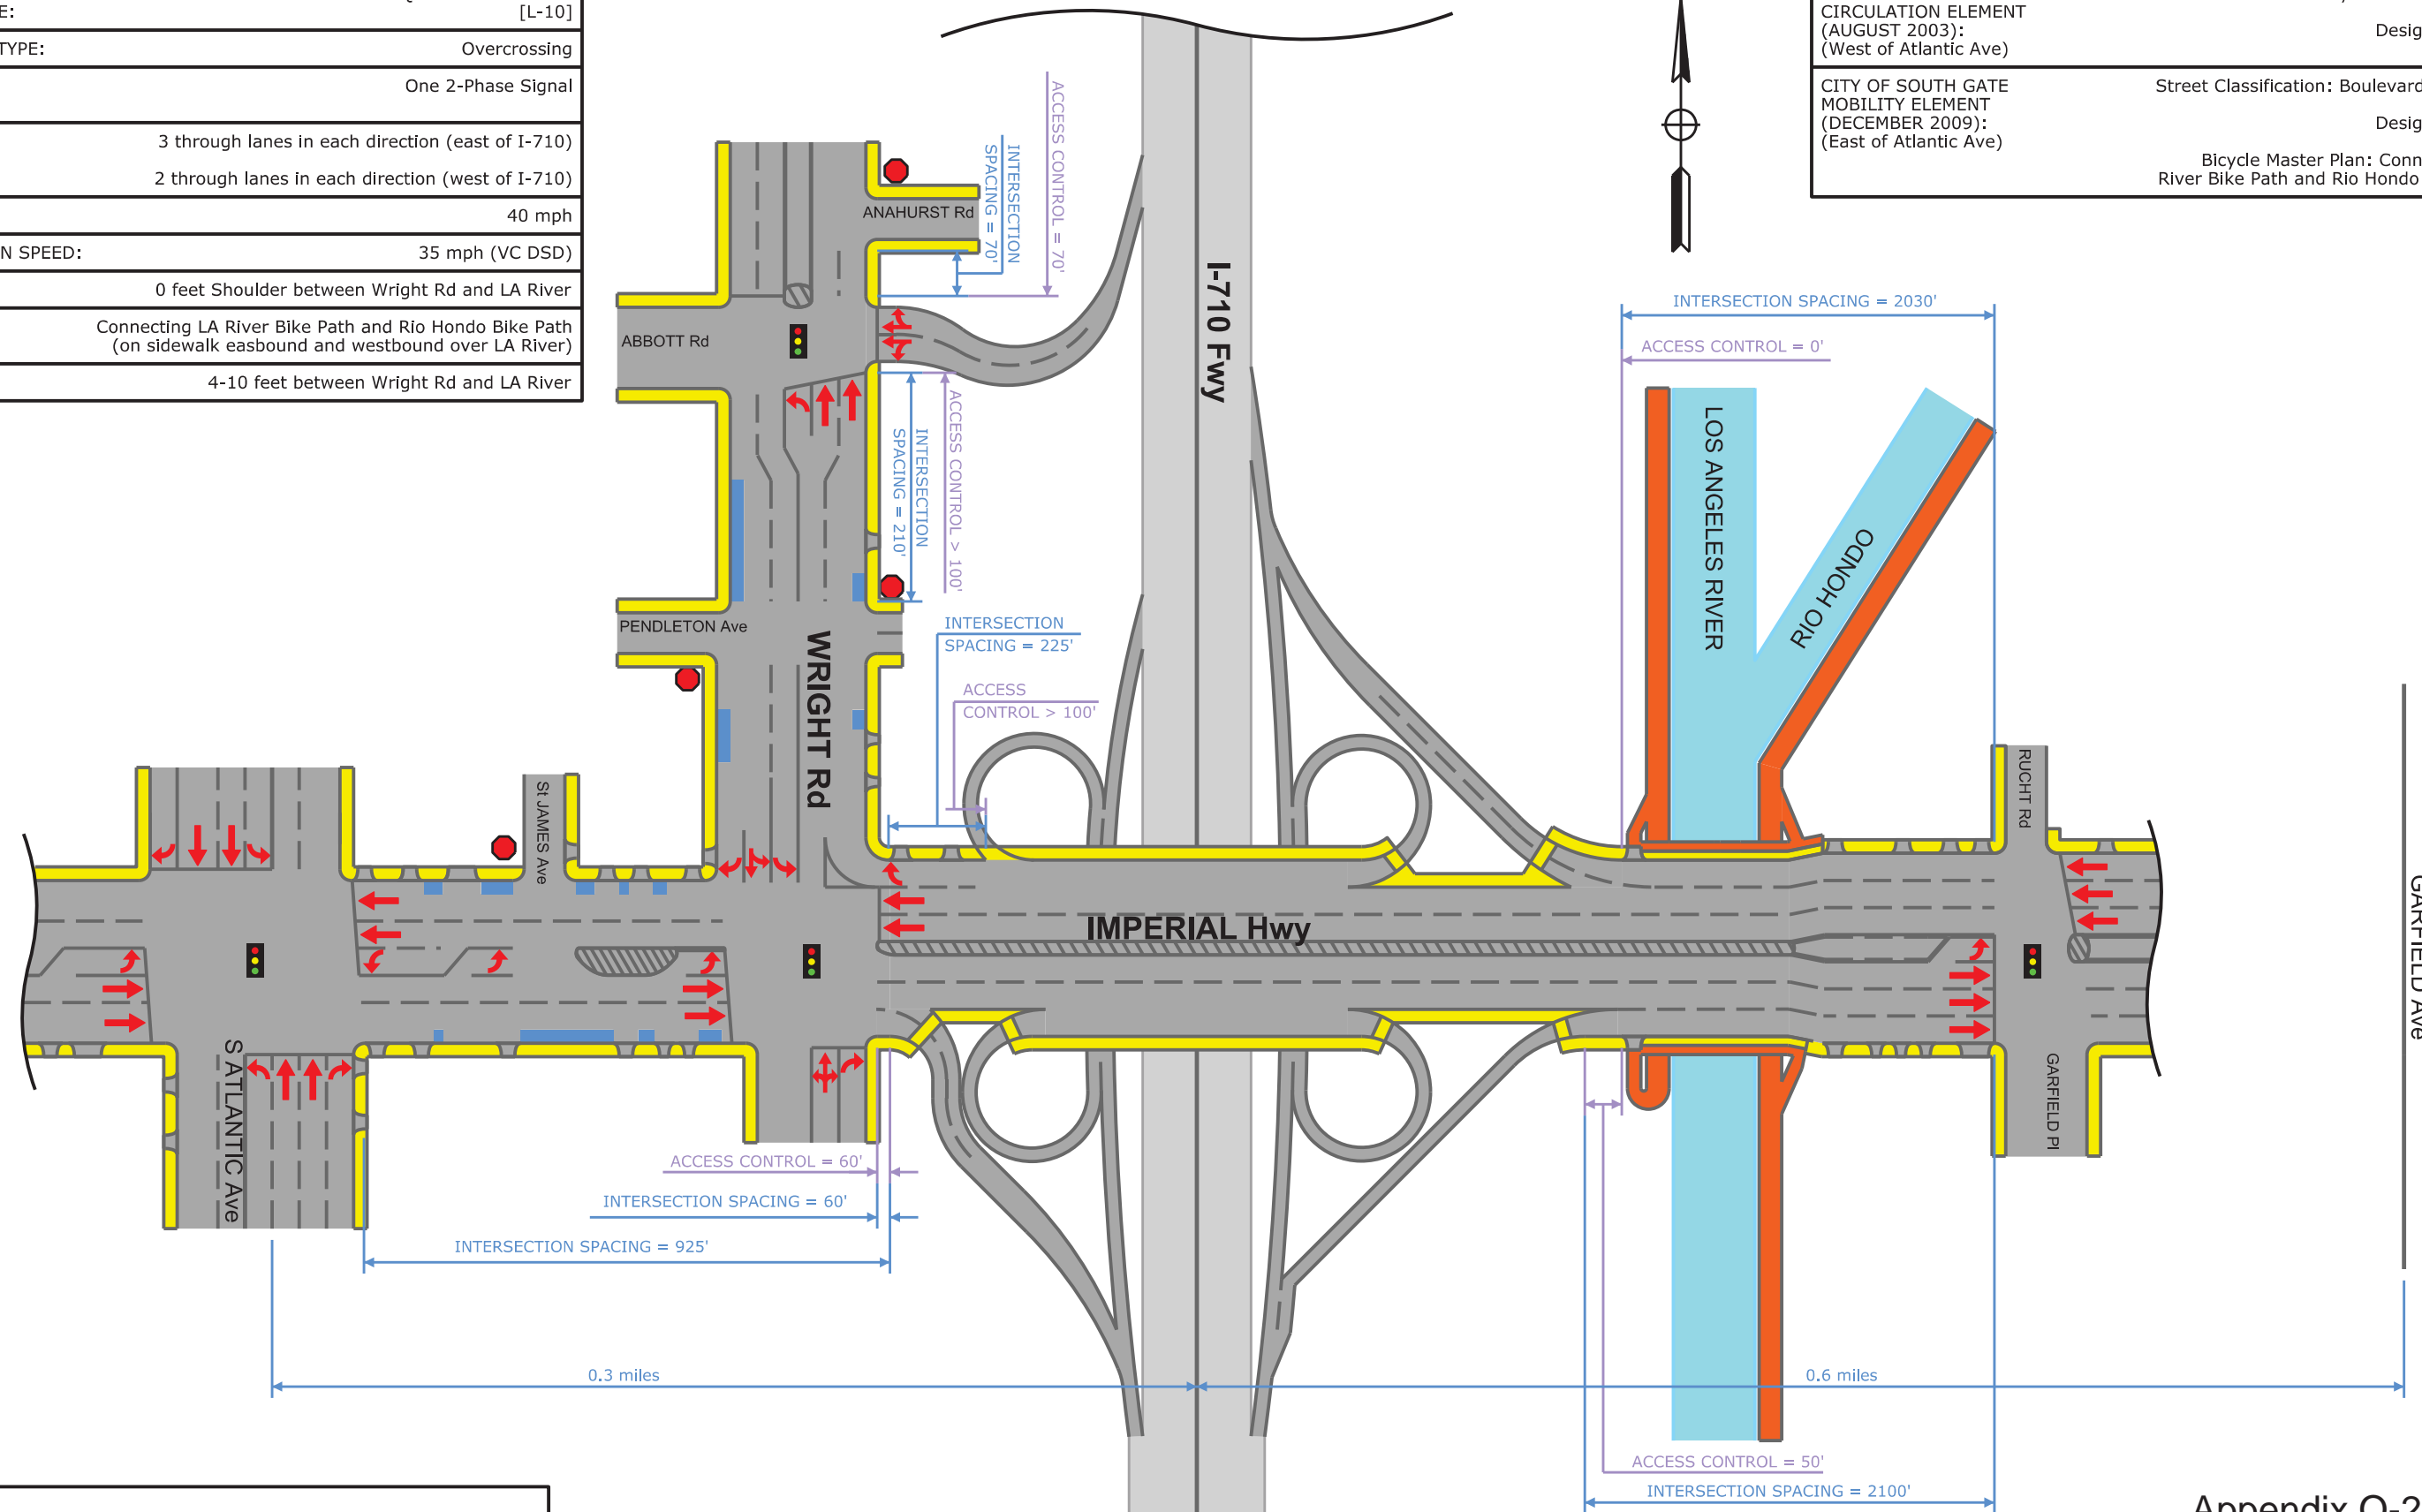 E:
[L-10]
TYPE:
Overcrossing
One 2-Phase Signal
3 through lanes in each direction (east of I-710)
2 through lanes in each direction (west of I-710)
40 mph
N SPEED:
35 mph (VC DSD)
0 feet Shoulder between Wright Rd and LA River
Connecting LA River Bike Path and Rio Hondo Bike Path
(on sidewalk easbound and westbound over LA River)
4-10 feet between Wright Rd and LA River
CIRCULATION ELEMENT
(AUGUST 2003):
Desig
(West of Atlantic Ave)
CITY OF SOUTH GATE
Street Classification: Boulevard
MOBILITY ELEMENT
(DECEMBER 2009):
Desig
(East of Atlantic Ave)
Bicycle Master Plan: Conn
River Bike Path and Rio Hondo
ACCESS CONTROL = 70'
INTERSECTION
SPACING = 70'
ANAHURST Rd
ABBOTT Rd
I-710 Fwy
INTERSECTION SPACING = 2030'
ACCESS CONTROL = 0'
ACCESS CONTROL > 100'
INTERSECTION
SPACING = 210'
LOS ANGELES RIVER
RIO HONDO
PENDLETON Ave
WRIGHT Rd
INTERSECTION
SPACING = 225'
ACCESS
CONTROL > 100'
St JAMES Ave
RUCHT Rd
GARFIELD Ave
IMPERIAL Hwy
S ATLANTIC Ave
GARFIELD Pl
ACCESS CONTROL = 60'
INTERSECTION SPACING = 60'
INTERSECTION SPACING = 925'
0.3 miles
0.6 miles
ACCESS CONTROL = 50'
INTERSECTION SPACING = 2100'
Appendix O-2